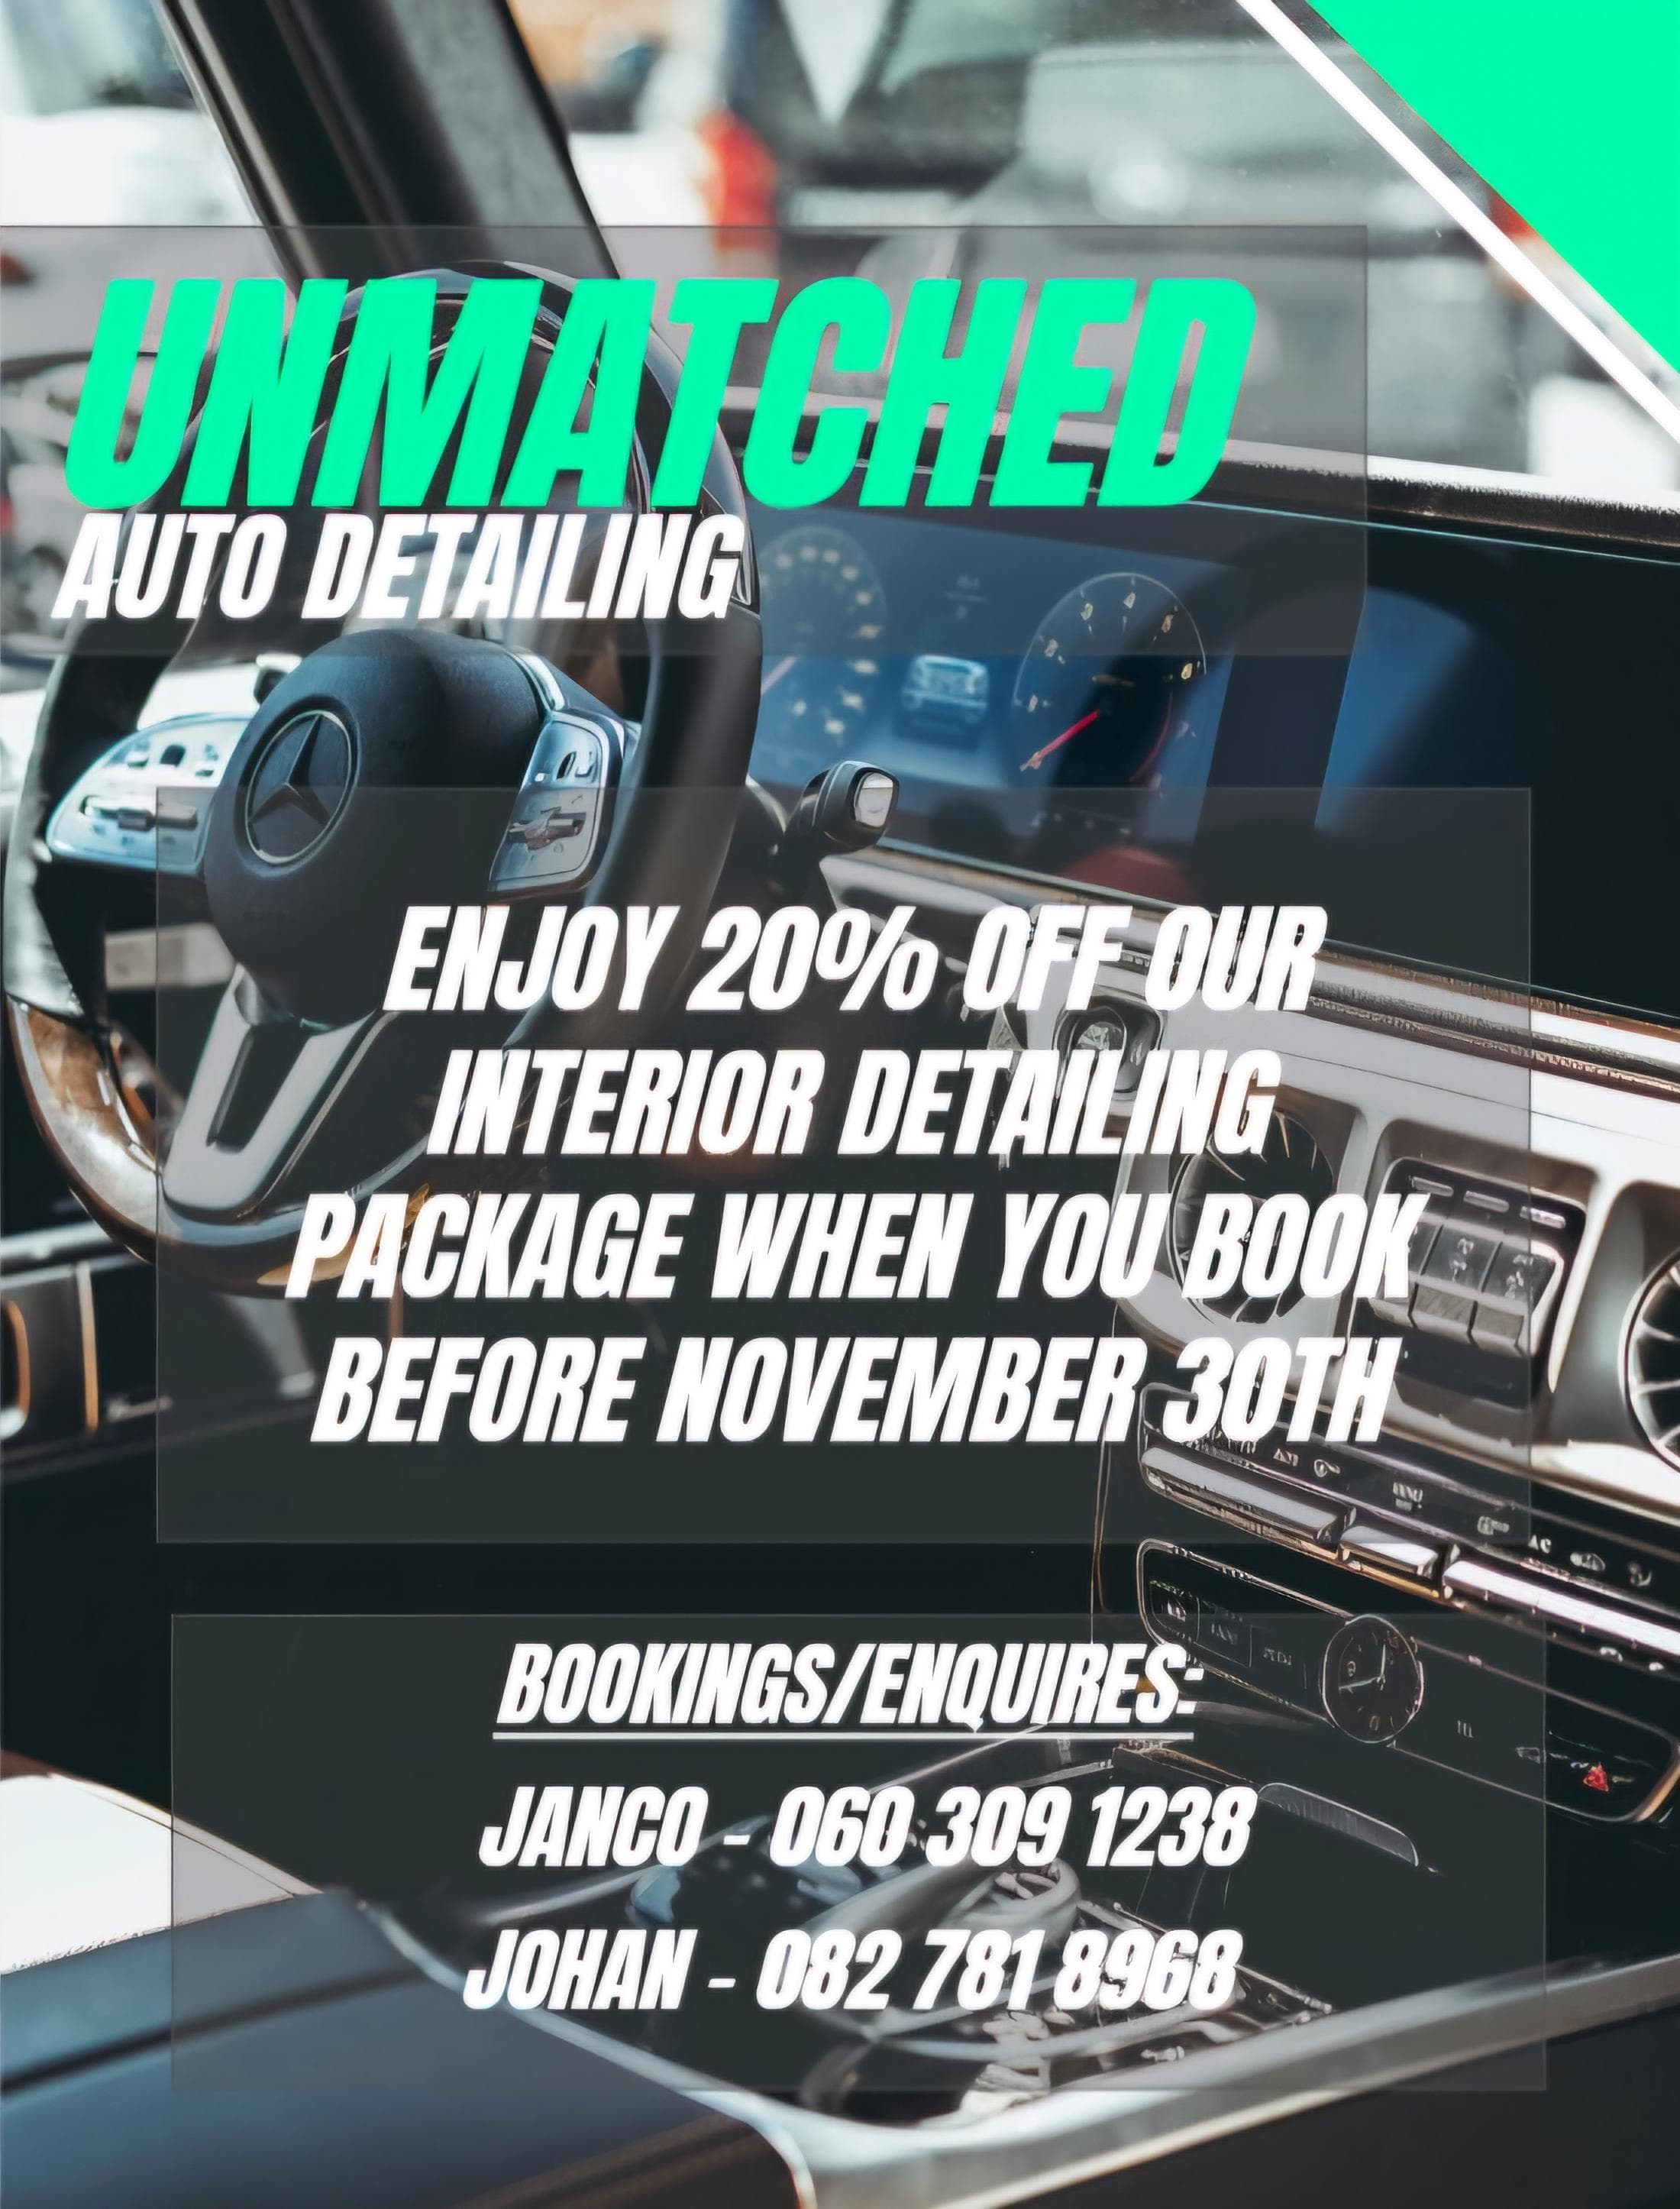 UNMATCHED
AUTO DETAILING
ENJOY 20% OFF OUR
INTERIOR DETAILING
PACKAGE WHEN YOU BOOK
BEFORE NOVEMBER 30TH
BOOKINGS/ENQUIRES:
JANCO - 060 309 1238
JOHAN - 082 781 8968